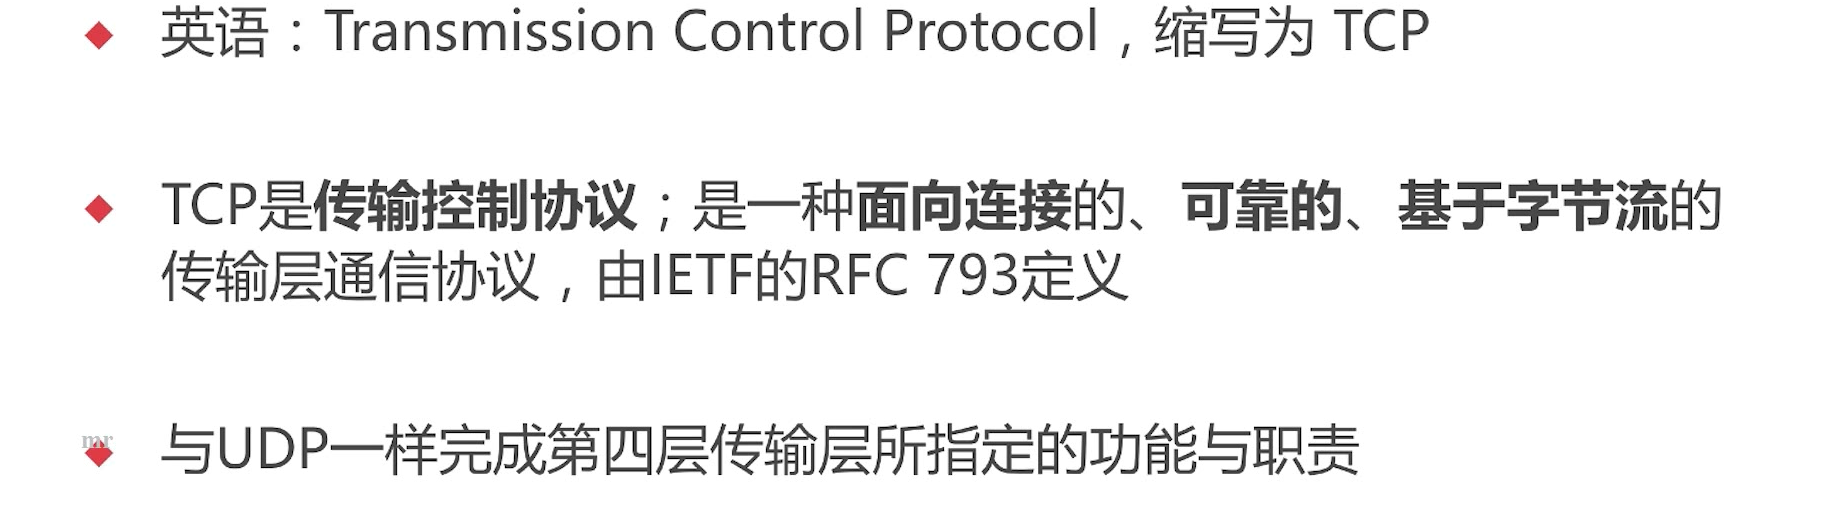 英语：Transmission Control Protocol，缩写为 TCP
TCP是传输控制协议；是一种面向连接的、可靠的、基于字节流的
传输层通信协议，由IETF的RFC 793定义
mr
与UDP一样完成第四层传输层所指定的功能与职责